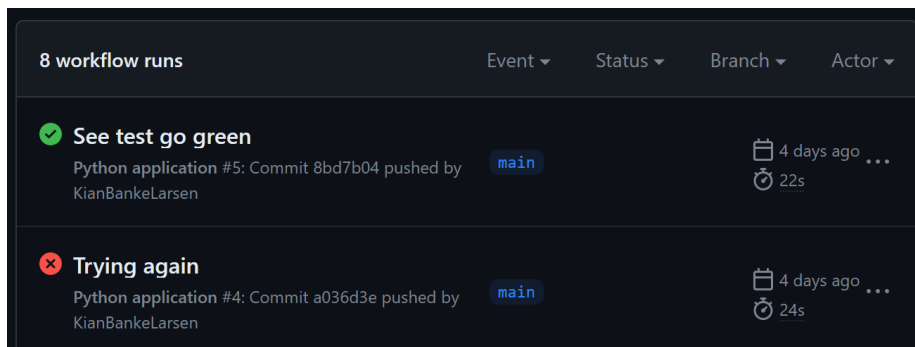 8 workflow runs Event Status Branch Actor
See test go green
Python application #5: Commit 8bd7b04 pushed by
KianBankeLarsen
main
4 days ago
22s
Trying again
Python application #4: Commit a036d3e pushed by
KianBankeLarsen
main
4 days ago
24s